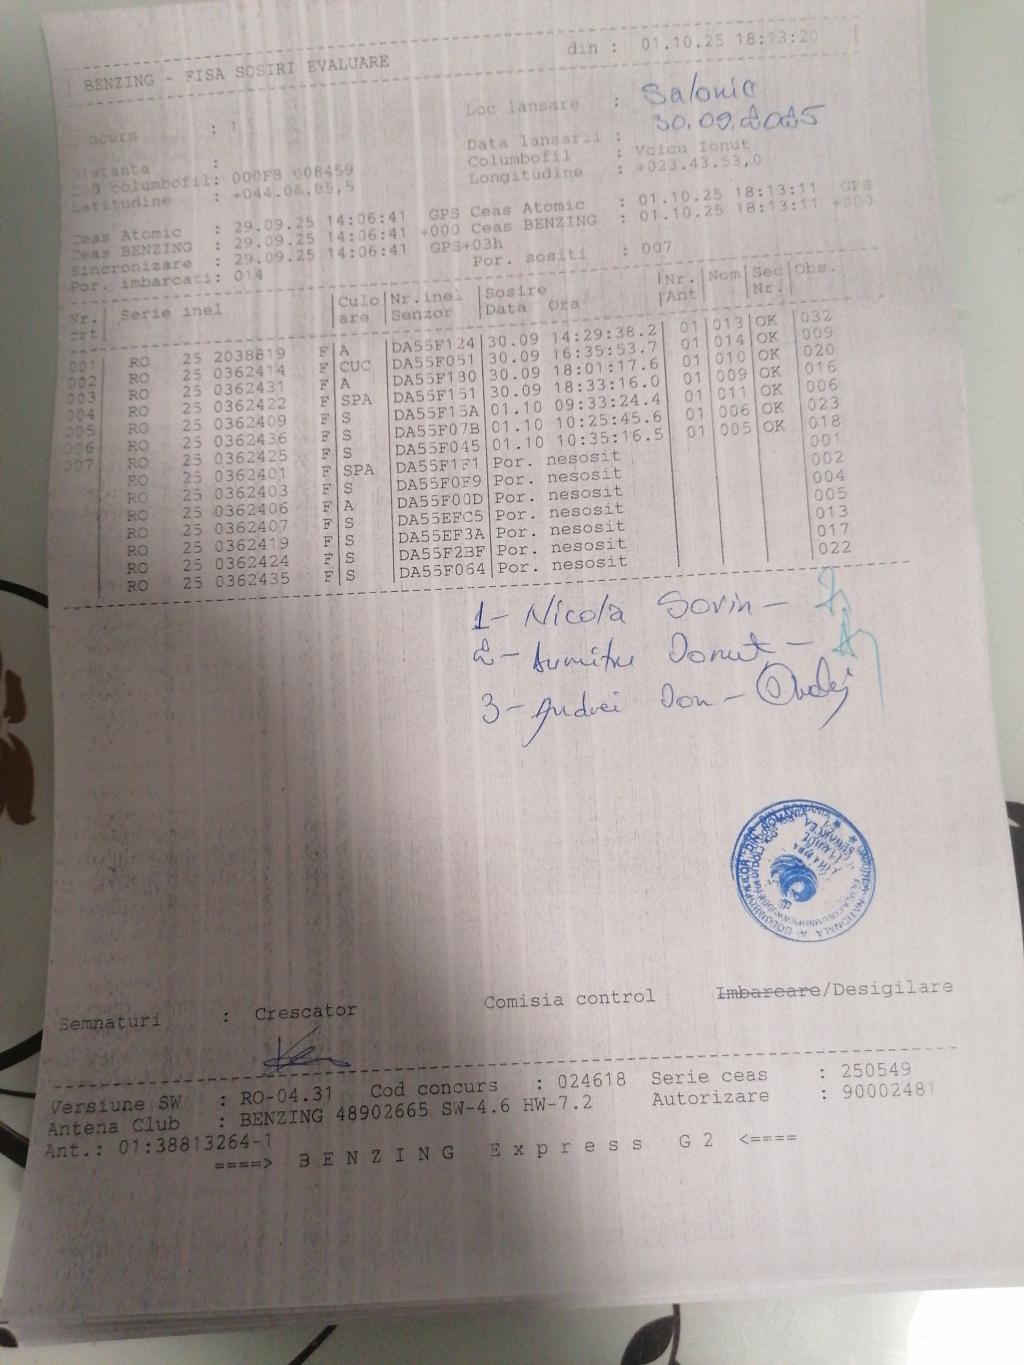 BENZING - FISA SOSIRI EVALUARE din : 01.10.25 18:13:20
: 1 Loc lansare : Salonic
Data lansarii : 30.09.2025
Distanta : Columbofil : Voicu Ionut
Cod columbofil: 000FB 008459 Longitudine : +023.43.53,0
Latitudine : +044.06.05,5
Ceas Atomic : 29.09.25 14:06:41 GPS Ceas Atomic : 01.10.25 18:13:11 GPS
Ceas BENZING : 29.09.25 14:06:41 +000 Ceas BENZING : 01.10.25 18:13:11 +000
Sincronizare : 29.09.25 14:06:41 GPS+03h
Por. imbarcati: 014 Por. sositi : 007
Nr. crt Serie inel Culo are Nr.inel Senzor Sosire Data Ora Nr. Ant Nom Sec Nr. Obs.
001 RO 25 2038819 F A DA55F124 30.09 14:29:38.2 01 013 OK 032
002 RO 25 0362414 F CUC DA55F051 30.09 16:35:53.7 01 014 OK 009
003 RO 25 0362431 F A DA55F180 30.09 18:01:17.6 01 010 OK 020
004 RO 25 0362422 F SPA DA55F151 30.09 18:33:16.0 01 009 OK 016
005 RO 25 0362409 F S DA55F15A 01.10 09:33:24.4 01 011 OK 006
006 RO 25 0362436 F S DA55F07B 01.10 10:25:45.6 01 006 OK 023
007 RO 25 0362425 F S DA55F045 01.10 10:35:16.5 01 005 OK 018
RO 25 0362401 F SPA DA55F1F1 Por. nesosit 001
RO 25 0362403 F S DA55F0F9 Por. nesosit 002
RO 25 0362406 F A DA55F00D Por. nesosit 004
RO 25 0362407 F S DA55EFC5 Por. nesosit 005
RO 25 0362419 F S DA55EF3A Por. nesosit 013
RO 25 0362424 F S DA55F2BF Por. nesosit 017
RO 25 0362435 F S DA55F064 Por. nesosit 022
1- Nicola Sorin -
2- Dumitru Ionut -
3- Andrei Ion -
Semnaturi : Crescator Comisia control Imbarcare/Desigilare
Versiune SW : RO-04.31 Cod concurs : 024618 Serie ceas : 250549
Antena Club : BENZING 48902665 SW-4.6 HW-7.2 Autorizare : 90002481
Ant.: 01:38813264-1
====> BENZING Express G2 <====